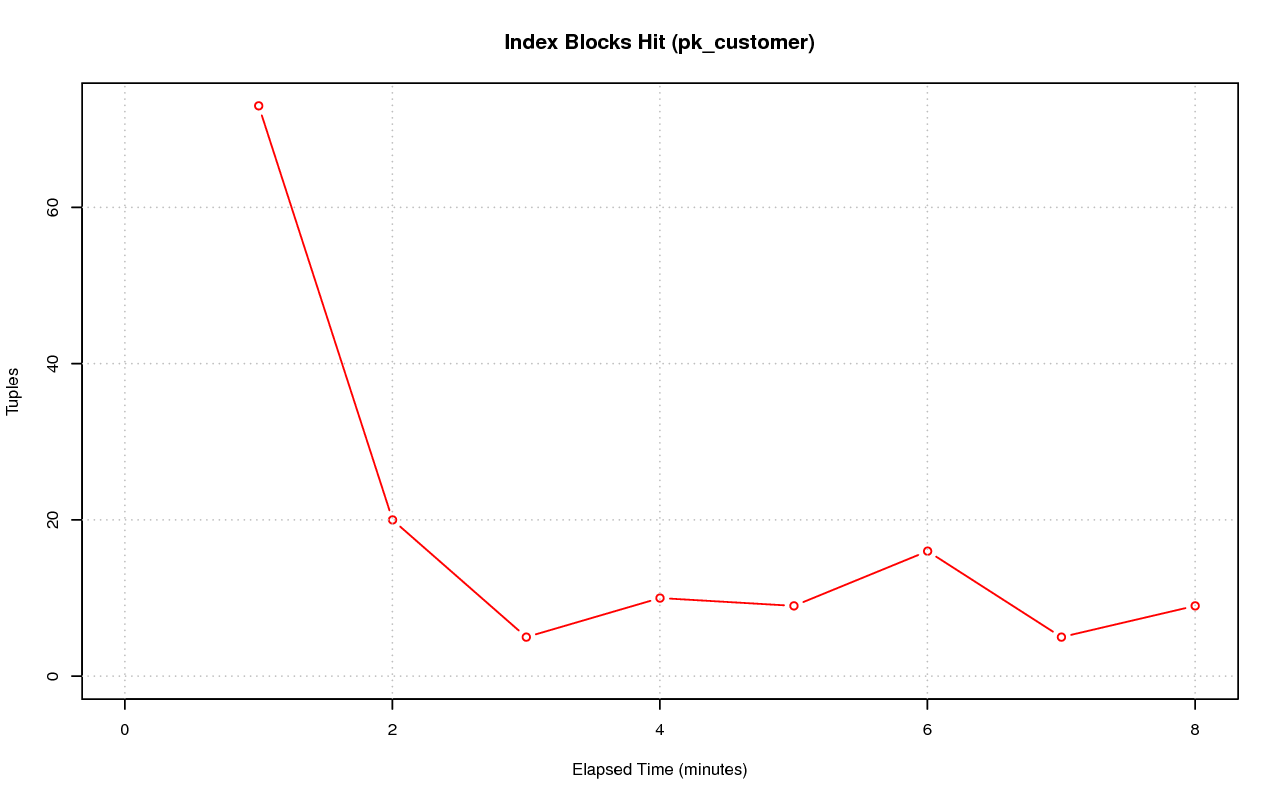 Index Blocks Hit (pk_customer)
Tuples
60
40
20
0
0 2 4 6 8
Elapsed Time (minutes)